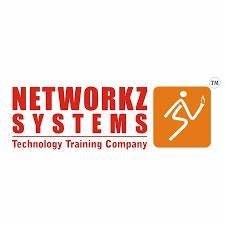 NETWORKZ
SYSTEMS
Technology Training Company
TM